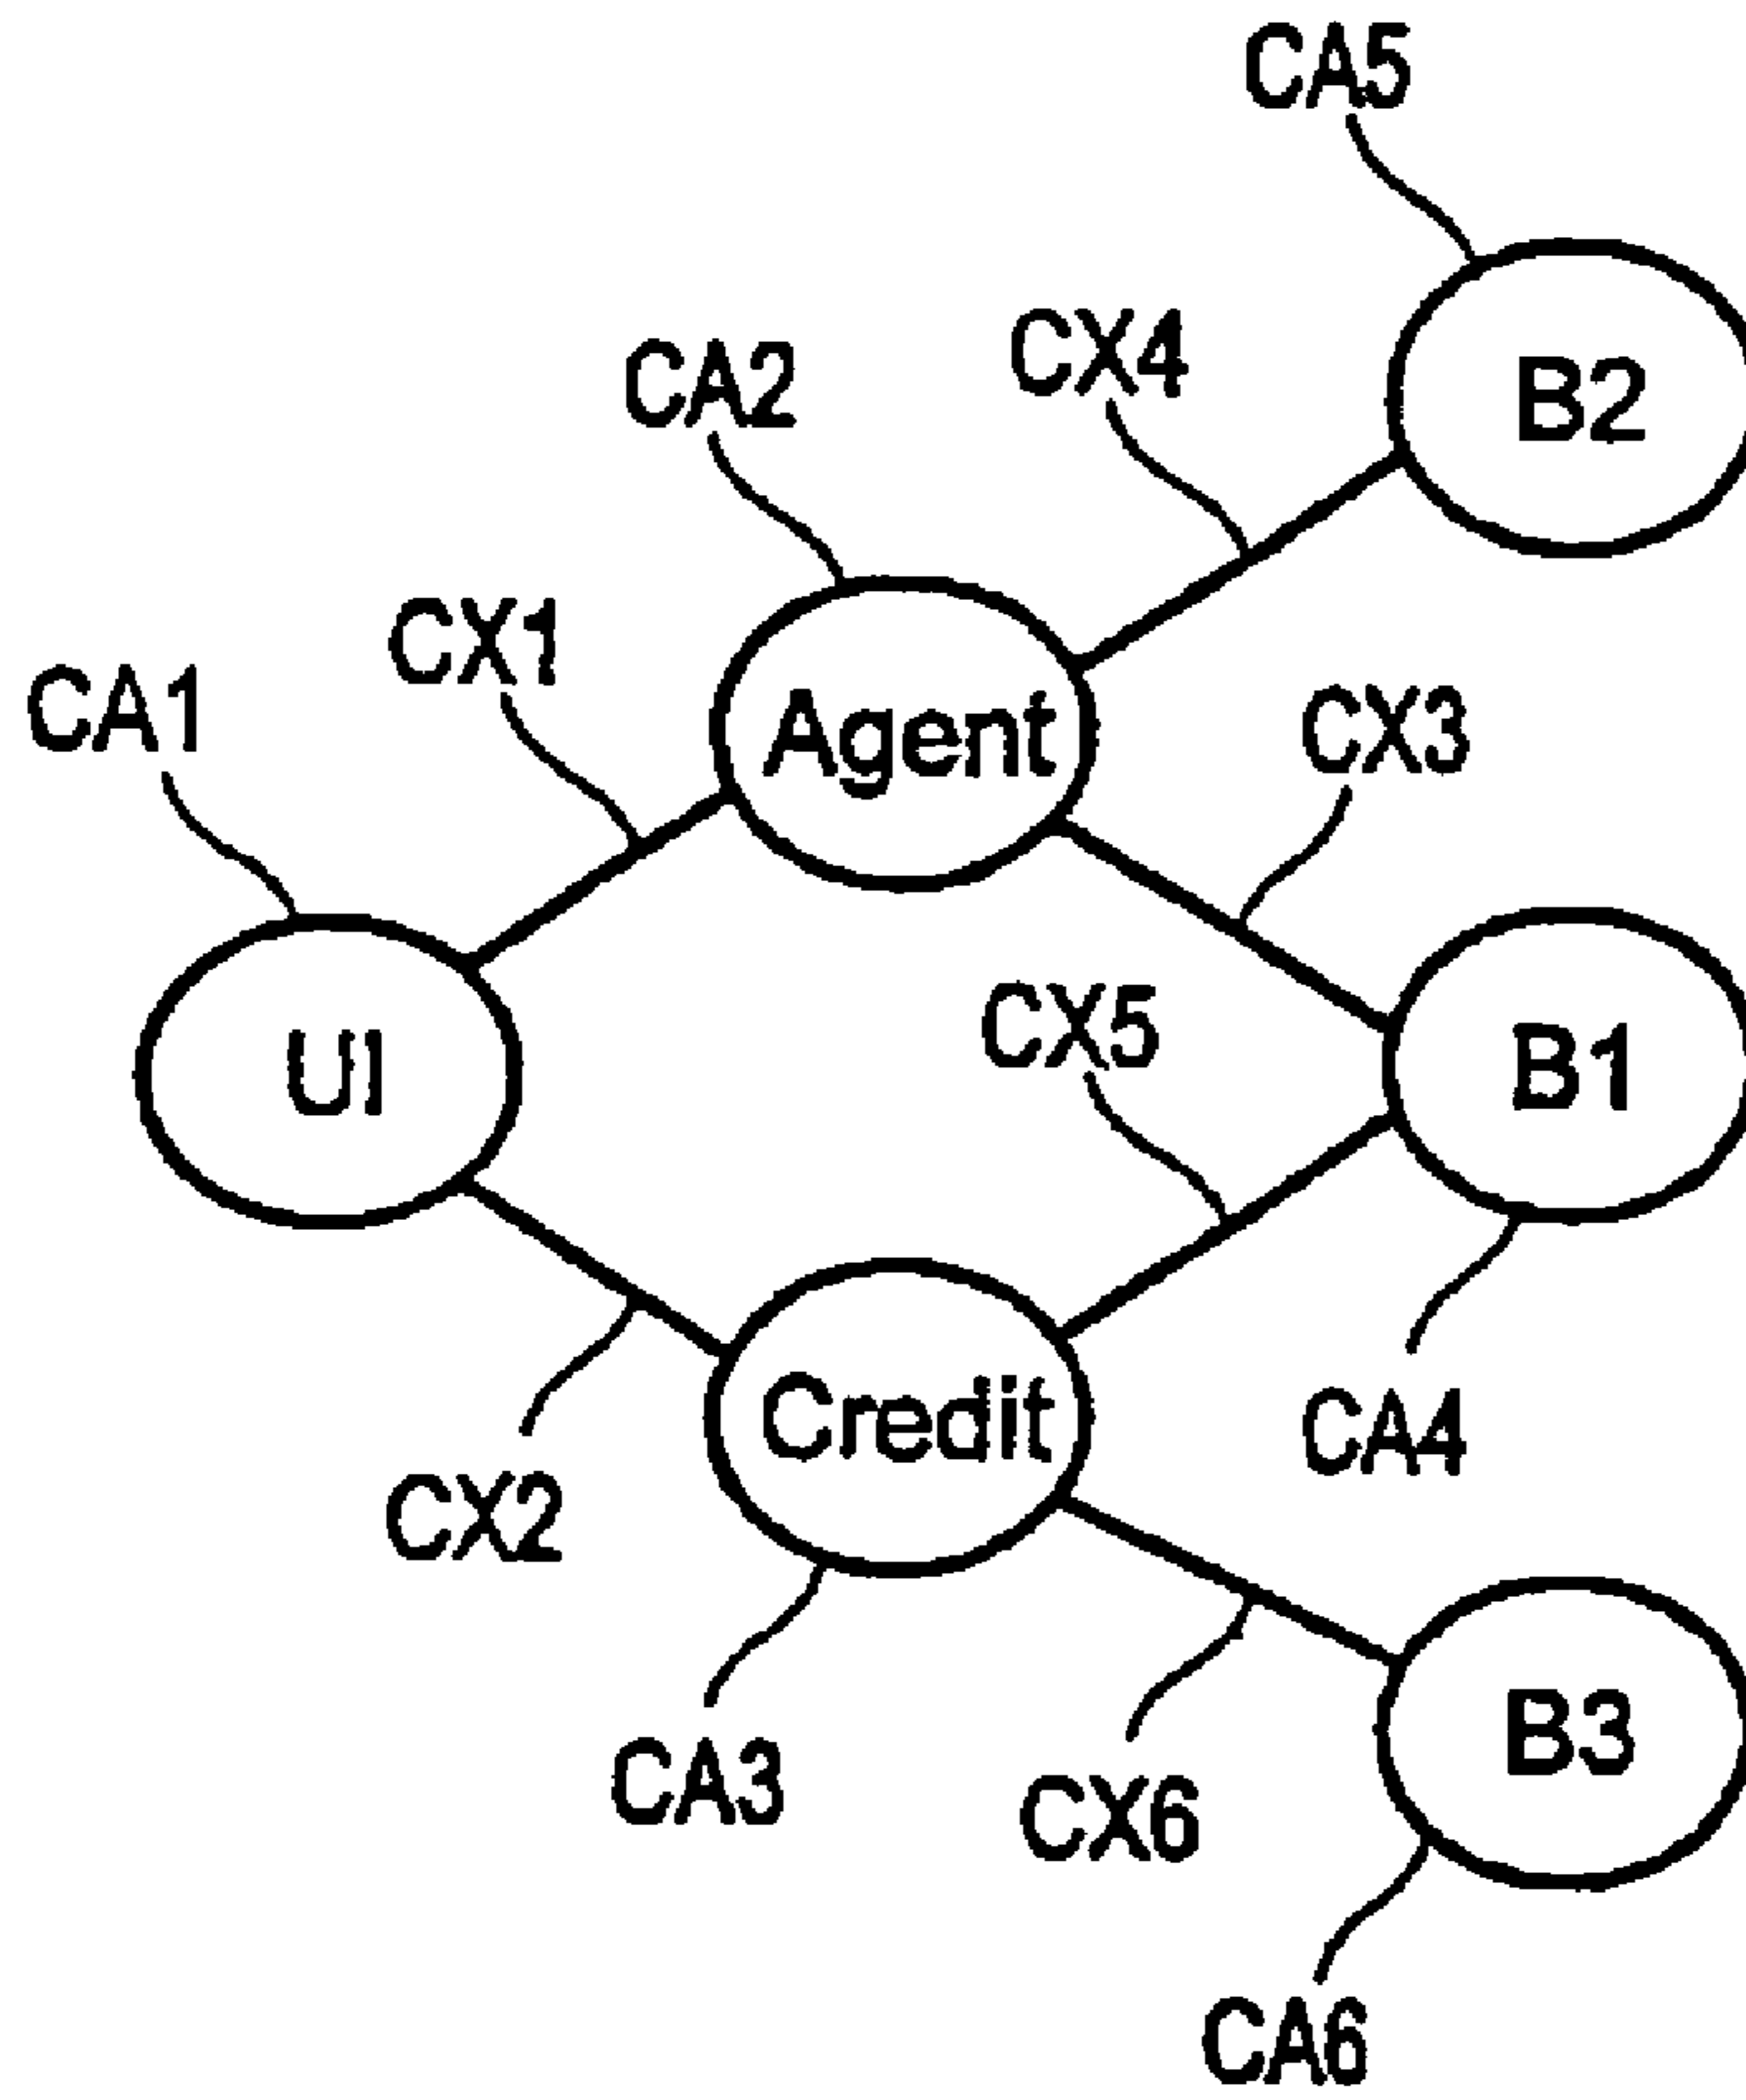 CA5
CX4
CA2
B2
CX1
CA1
Agent
CX3
CX5
UI
B1
Credit
CA4
CX2
B3
CA3
CX6
CA6